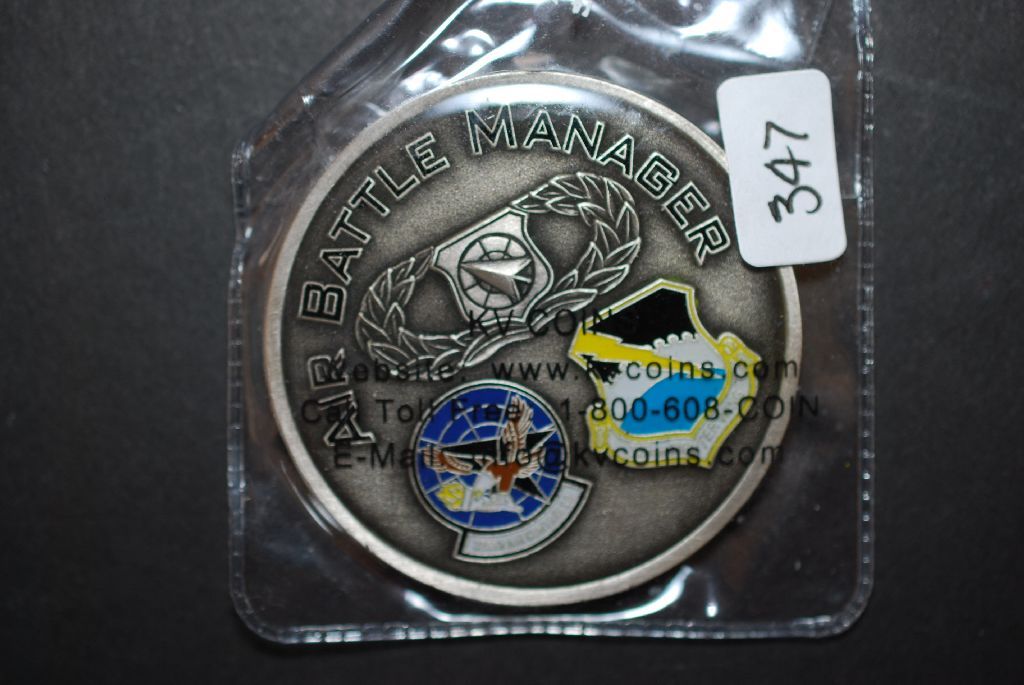 AIR BATTLE MANAGER
347
KV COINS
Website: www.kvcoins.com
Call Toll Free 1-800-608-COIN
E-Mail: info@kvcoins.com